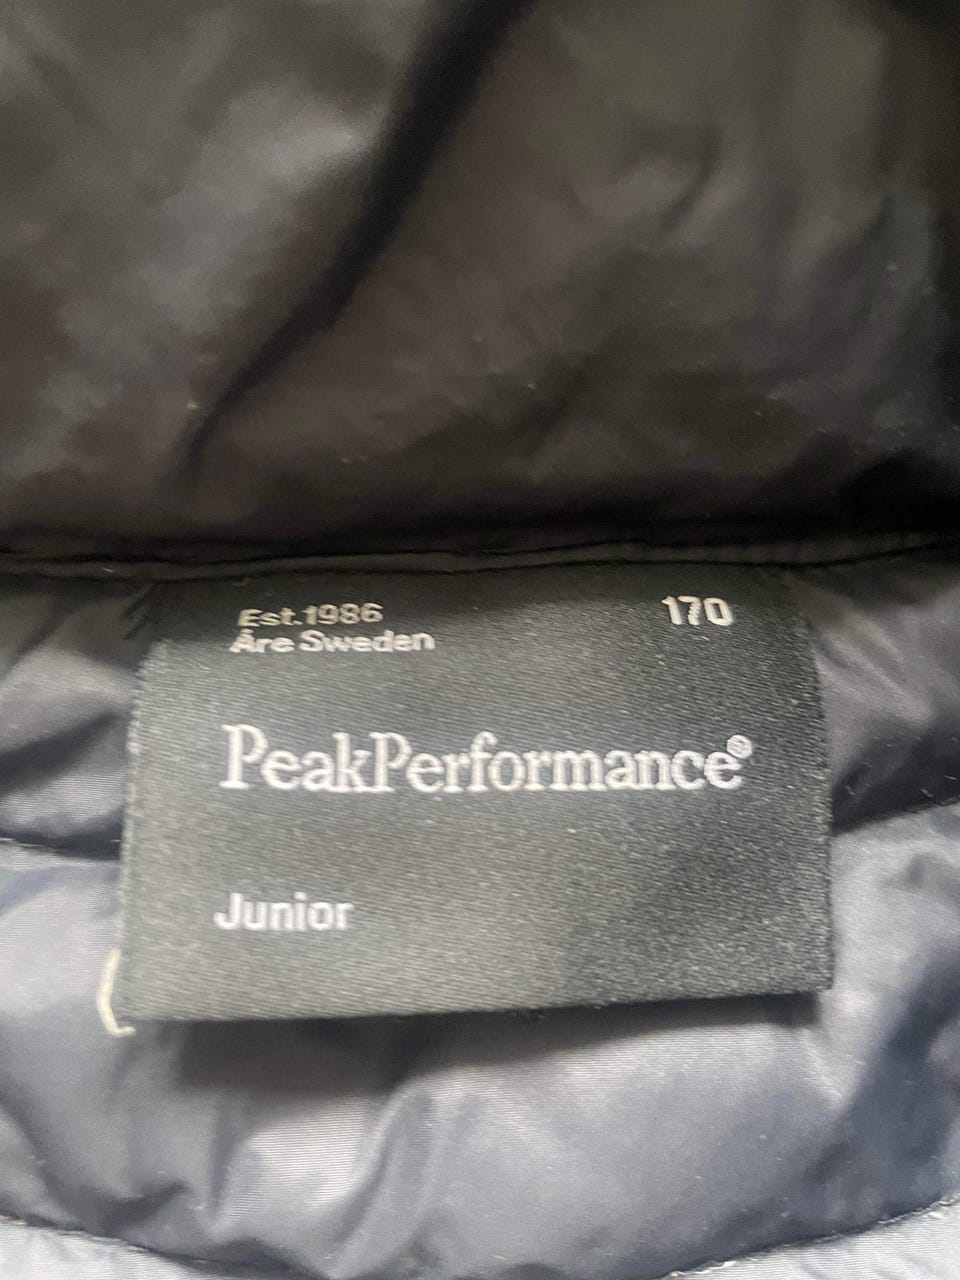 Est.1986
170
Åre Sweden
PeakPerformance®
Junior